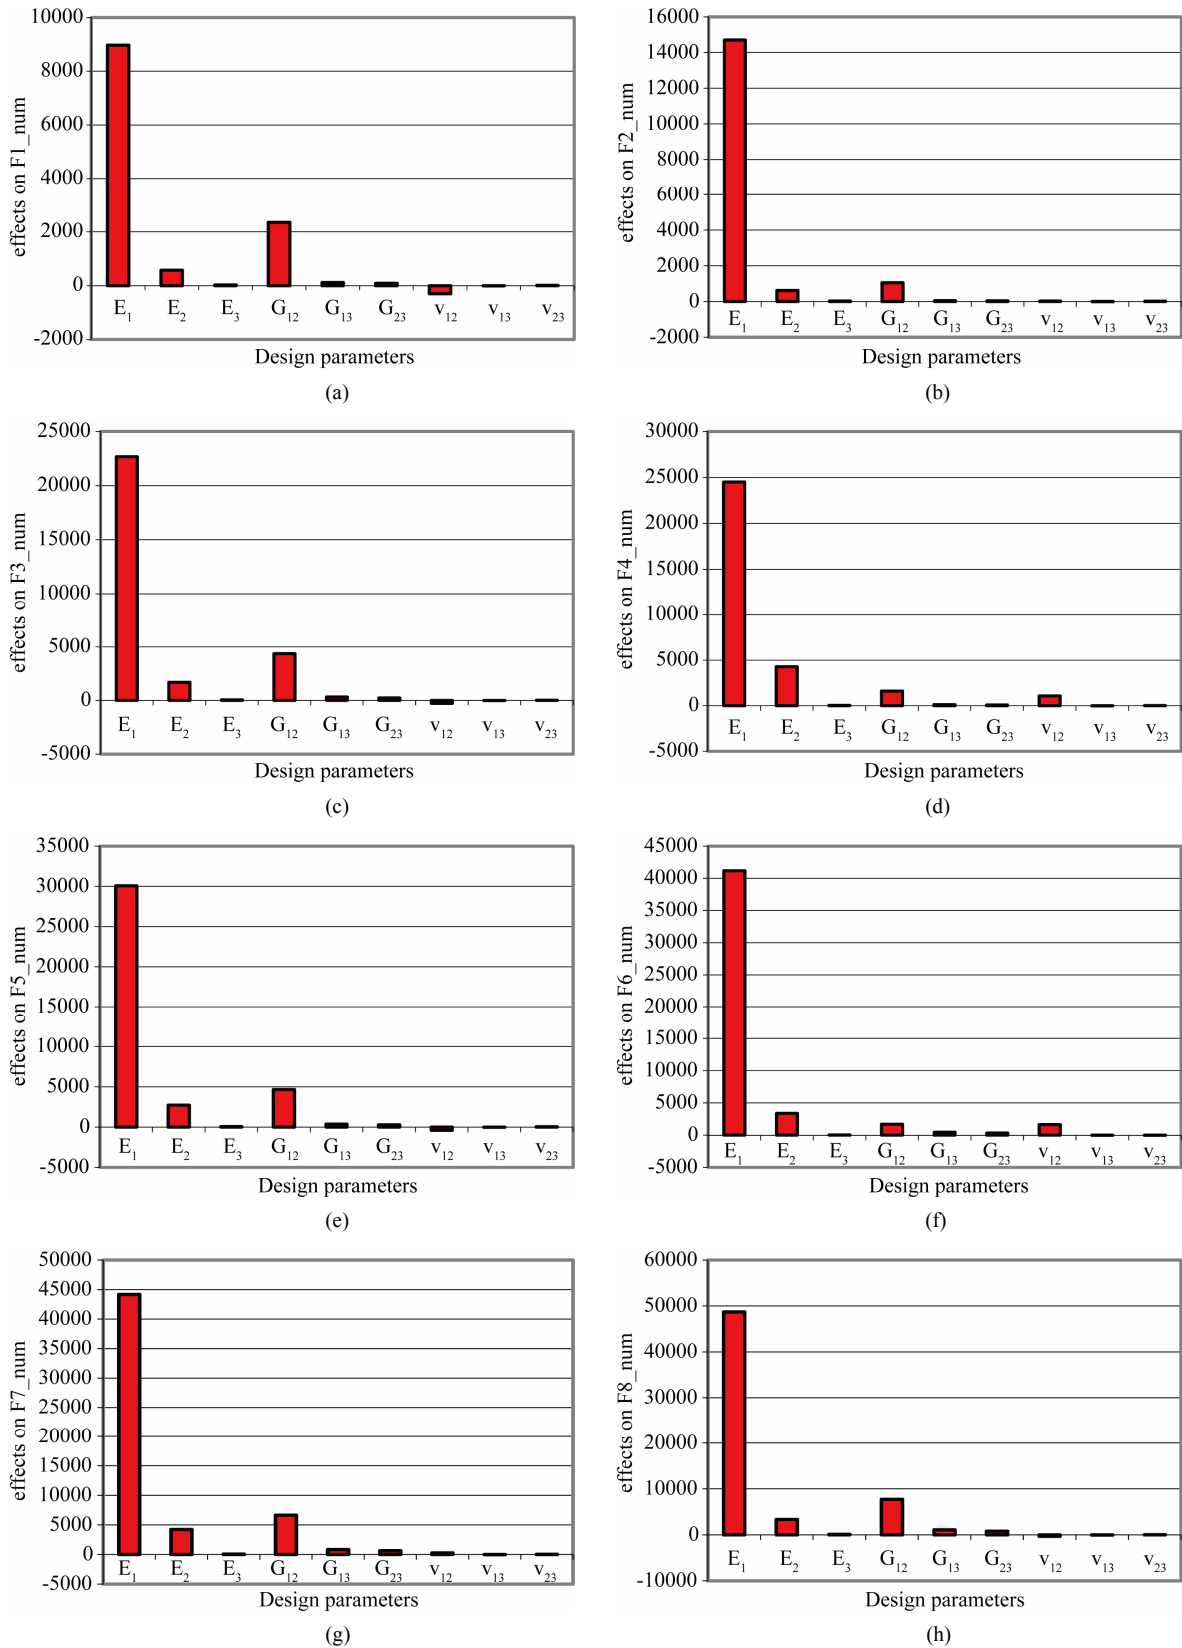 10000
8000
6000
4000
2000
0
-2000
effects on F1_num
E1 E2 E3 G12 G13 G23 v12 v13 v23
Design parameters
(a)
16000
14000
12000
10000
8000
6000
4000
2000
0
-2000
effects on F2_num
E1 E2 E3 G12 G13 G23 v12 v13 v23
Design parameters
(b)
25000
20000
15000
10000
5000
0
-5000
effects on F3_num
E1 E2 E3 G12 G13 G23 v12 v13 v23
Design parameters
(c)
30000
25000
20000
15000
10000
5000
0
-5000
effects on F4_num
E1 E2 E3 G12 G13 G23 v12 v13 v23
Design parameters
(d)
35000
30000
25000
20000
15000
10000
5000
0
-5000
effects on F5_num
E1 E2 E3 G12 G13 G23 v12 v13 v23
Design parameters
(e)
45000
40000
35000
30000
25000
20000
15000
10000
5000
0
-5000
effects on F6_num
E1 E2 E3 G12 G13 G23 v12 v13 v23
Design parameters
(f)
50000
45000
40000
35000
30000
25000
20000
15000
10000
5000
0
-5000
effects on F7_num
E1 E2 E3 G12 G13 G23 v12 v13 v23
Design parameters
(g)
60000
50000
40000
30000
20000
10000
0
-10000
effects on F8_num
E1 E2 E3 G12 G13 G23 v12 v13 v23
Design parameters
(h)